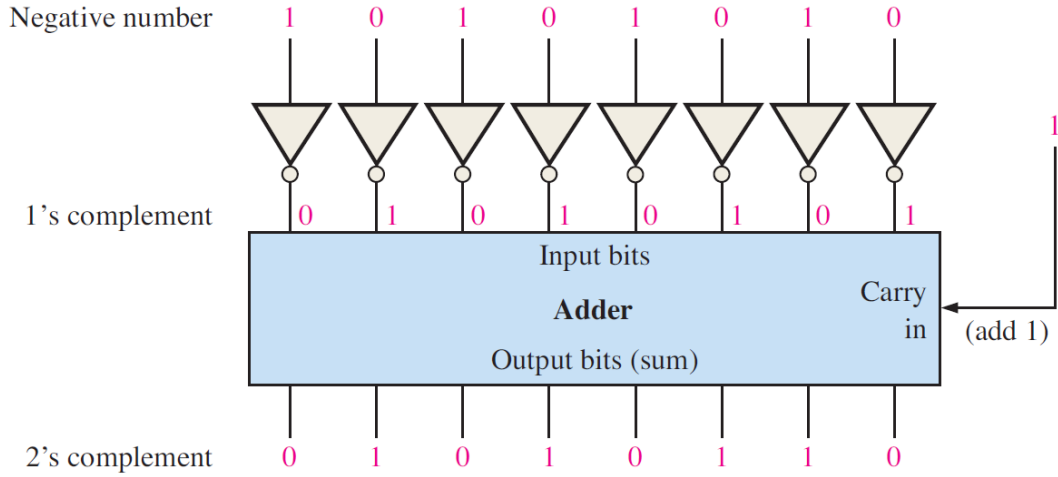 Negative number 1 0 1 0 1 0 1 0
1
1’s complement 0 1 0 1 0 1 0 1
Input bits
Carry
in
Adder
(add 1)
Output bits (sum)
2’s complement 0 1 0 1 0 1 1 0